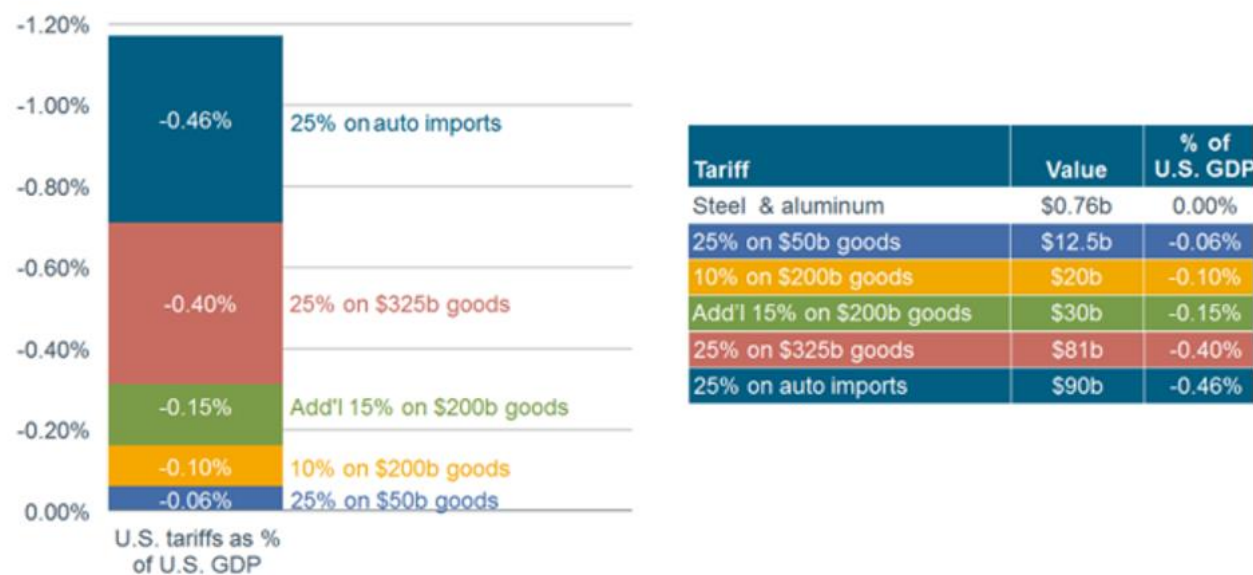 -1.20%
-1.00%
-0.80%
-0.60%
-0.40%
-0.20%
0.00%
-0.46%
25% on auto imports
-0.40%
25% on $325b goods
-0.15%
Add'l 15% on $200b goods
-0.10%
10% on $200b goods
-0.06%
25% on $50b goods
U.S. tariffs as %
of U.S. GDP
Tariff Value % of U.S. GDP
Steel & aluminum $0.76b 0.00%
25% on $50b goods $12.5b -0.06%
10% on $200b goods $20b -0.10%
Add'l 15% on $200b goods $30b -0.15%
25% on $325b goods $81b -0.40%
25% on auto imports $90b -0.46%